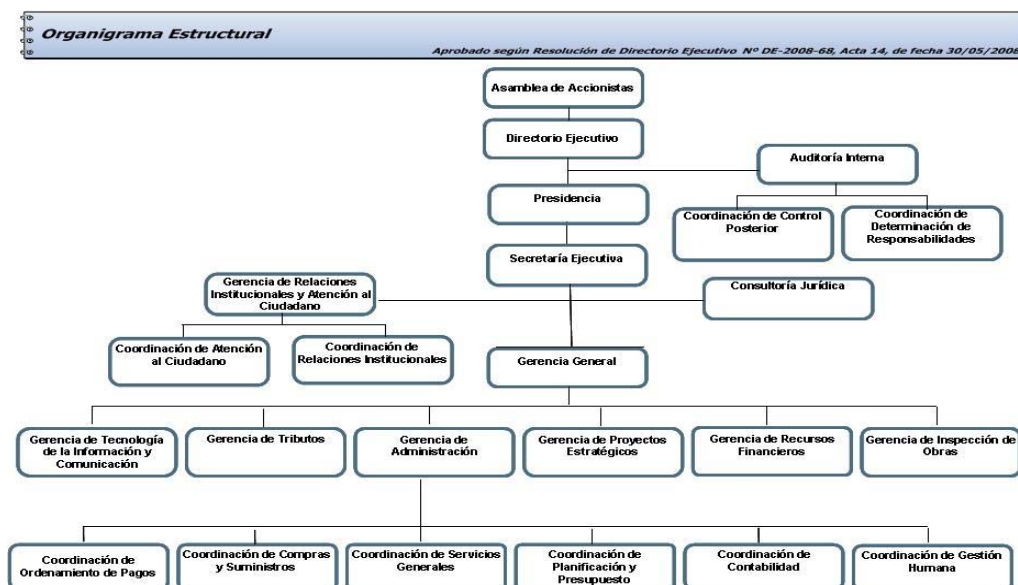 Organigrama Estructural
Aprobado según Resolución de Directorio Ejecutivo Nº DE-2008-68, Acta 14, de fecha 30/05/2008
Asamblea de Accionistas
Directorio Ejecutivo
Auditoría Interna
Presidencia
Coordinación de Control
Posterior
Coordinación de
Determinación de
Responsabilidades
Secretaría Ejecutiva
Gerencia de Relaciones
Institucionales y Atención al
Ciudadano
Consultoría Jurídica
Coordinación de Atención
al Ciudadano
Coordinación de
Relaciones Institucionales
Gerencia General
Gerencia de Tecnología
de la Información y
Comunicación
Gerencia de Tributos
Gerencia de
Administración
Gerencia de Proyectos
Estratégicos
Gerencia de Recursos
Financieros
Gerencia de Inspección de
Obras
Coordinación de
Ordenamiento de Pagos
Coordinación de Compras
y Suministros
Coordinación de Servicios
Generales
Coordinación de
Planificación y
Presupuesto
Coordinación de
Contabilidad
Coordinación de Gestión
Humana